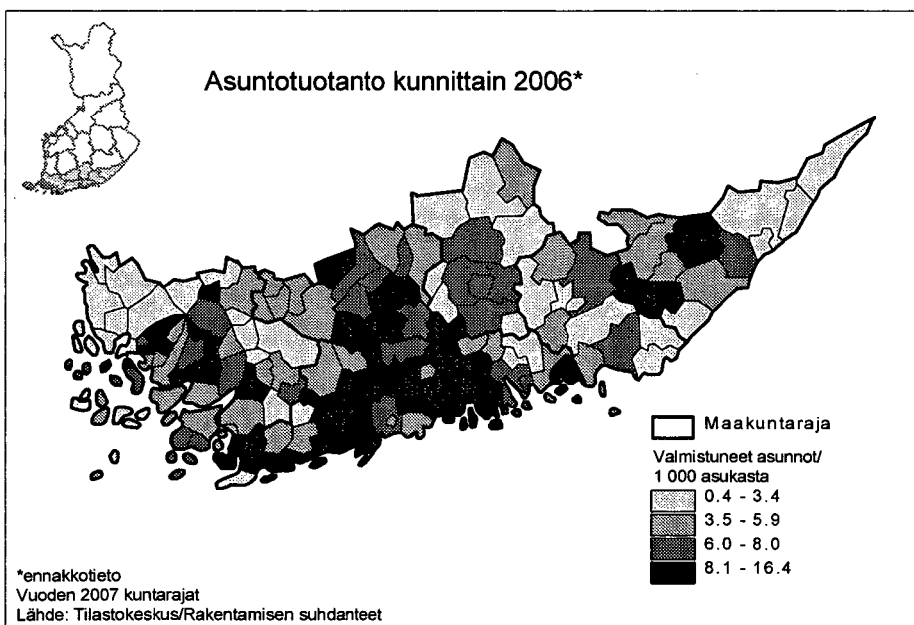 Asuntotuotanto kunnittain 2006*
Maakuntaraja
Valmistuneet asunnot/
1 000 asukasta
0.4 - 3.4
3.5 - 5.9
6.0 - 8.0
8.1 - 16.4
*ennakkotieto
Vuoden 2007 kuntarajat
Lähde: Tilastokeskus/Rakentamisen suhdanteet